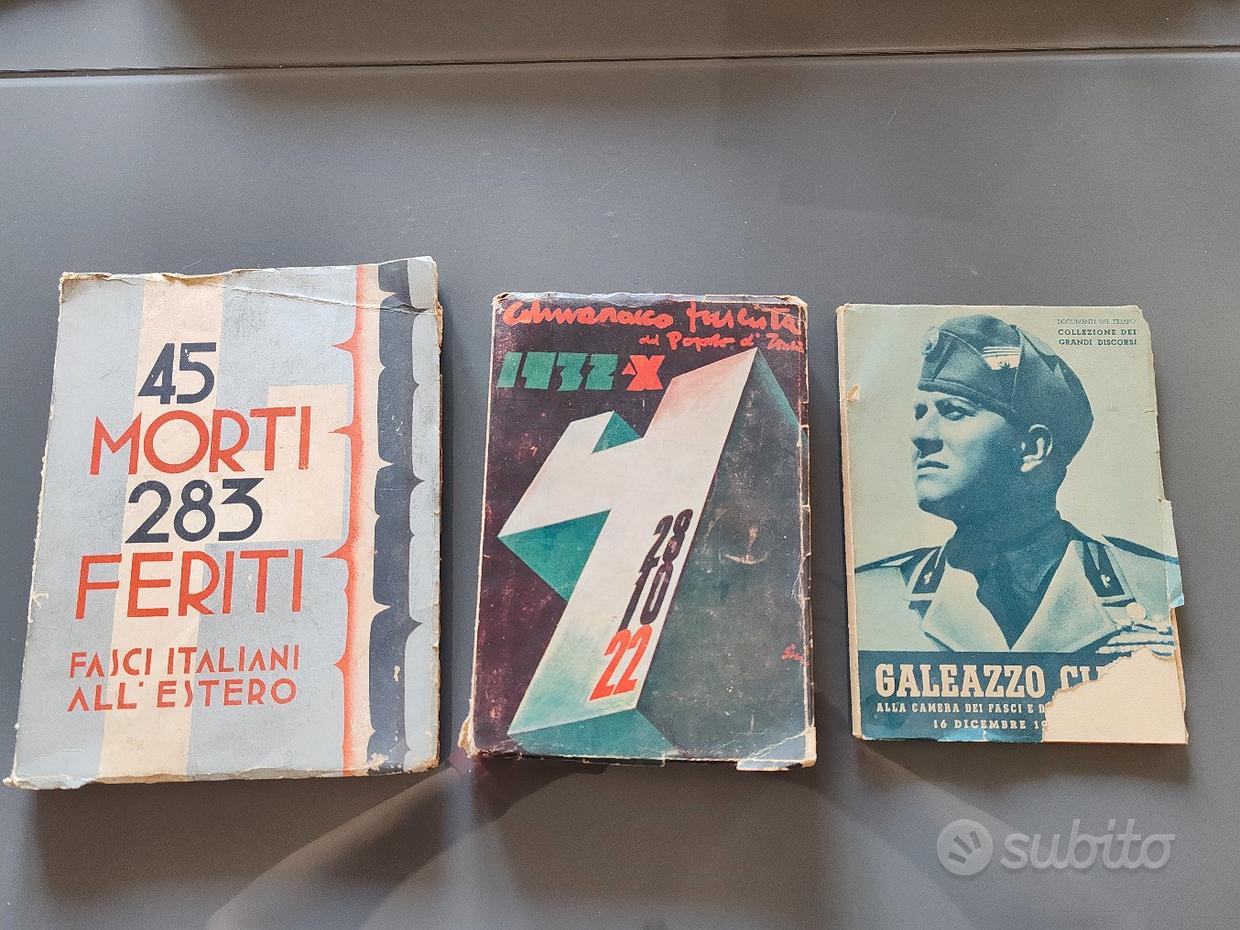 45
MORTI
283
FERITI
FASCI ITALIANI
ALL'ESTERO
Almanacco fascista
del Popolo d'Italia
1932-X
28
10
22
DOCUMENTI DEL TEMPO
COLLEZIONE DEI
GRANDI DISCORSI
GALEAZZO
ALLA CAMERA DEI FASCI E D
16 DICEMBRE 19
subito